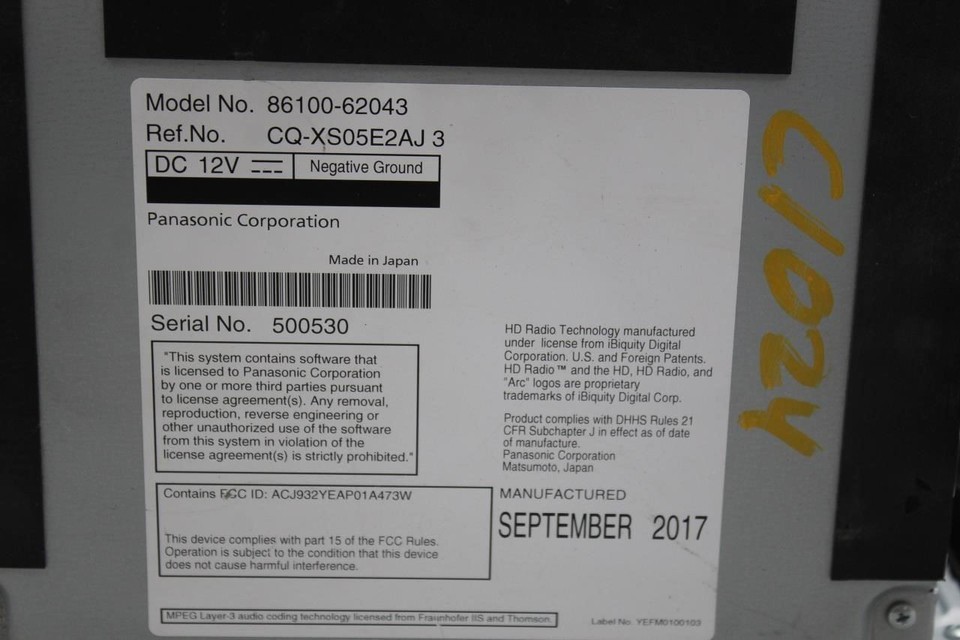 Model No. 86100-62043
Ref.No. CQ-XS05E2AJ 3
DC 12V Negative Ground
Panasonic Corporation
Made in Japan
Serial No. 500530
"This system contains software that
is licensed to Panasonic Corporation
by one or more third parties pursuant
to license agreement(s). Any removal,
reproduction, reverse engineering or
other unauthorized use of the software
from this system in violation of the
license agreement(s) is strictly prohibited."
Contains FCC ID: ACJ932YEAP01A473W
This device complies with part 15 of the FCC Rules.
Operation is subject to the condition that this device
does not cause harmful interference.
HD Radio Technology manufactured
under license from iBiquity Digital
Corporation. U.S. and Foreign Patents.
HD Radio™ and the HD, HD Radio, and
"Arc" logos are proprietary
trademarks of iBiquity Digital Corp.
Product complies with DHHS Rules 21
CFR Subchapter J in effect as of date
of manufacture.
Panasonic Corporation
Matsumoto, Japan
MANUFACTURED
SEPTEMBER 2017
MPEG Layer-3 audio coding technology licensed from Fraunhofer IIS and Thomson.
Label No. YEFM0100103
C1024